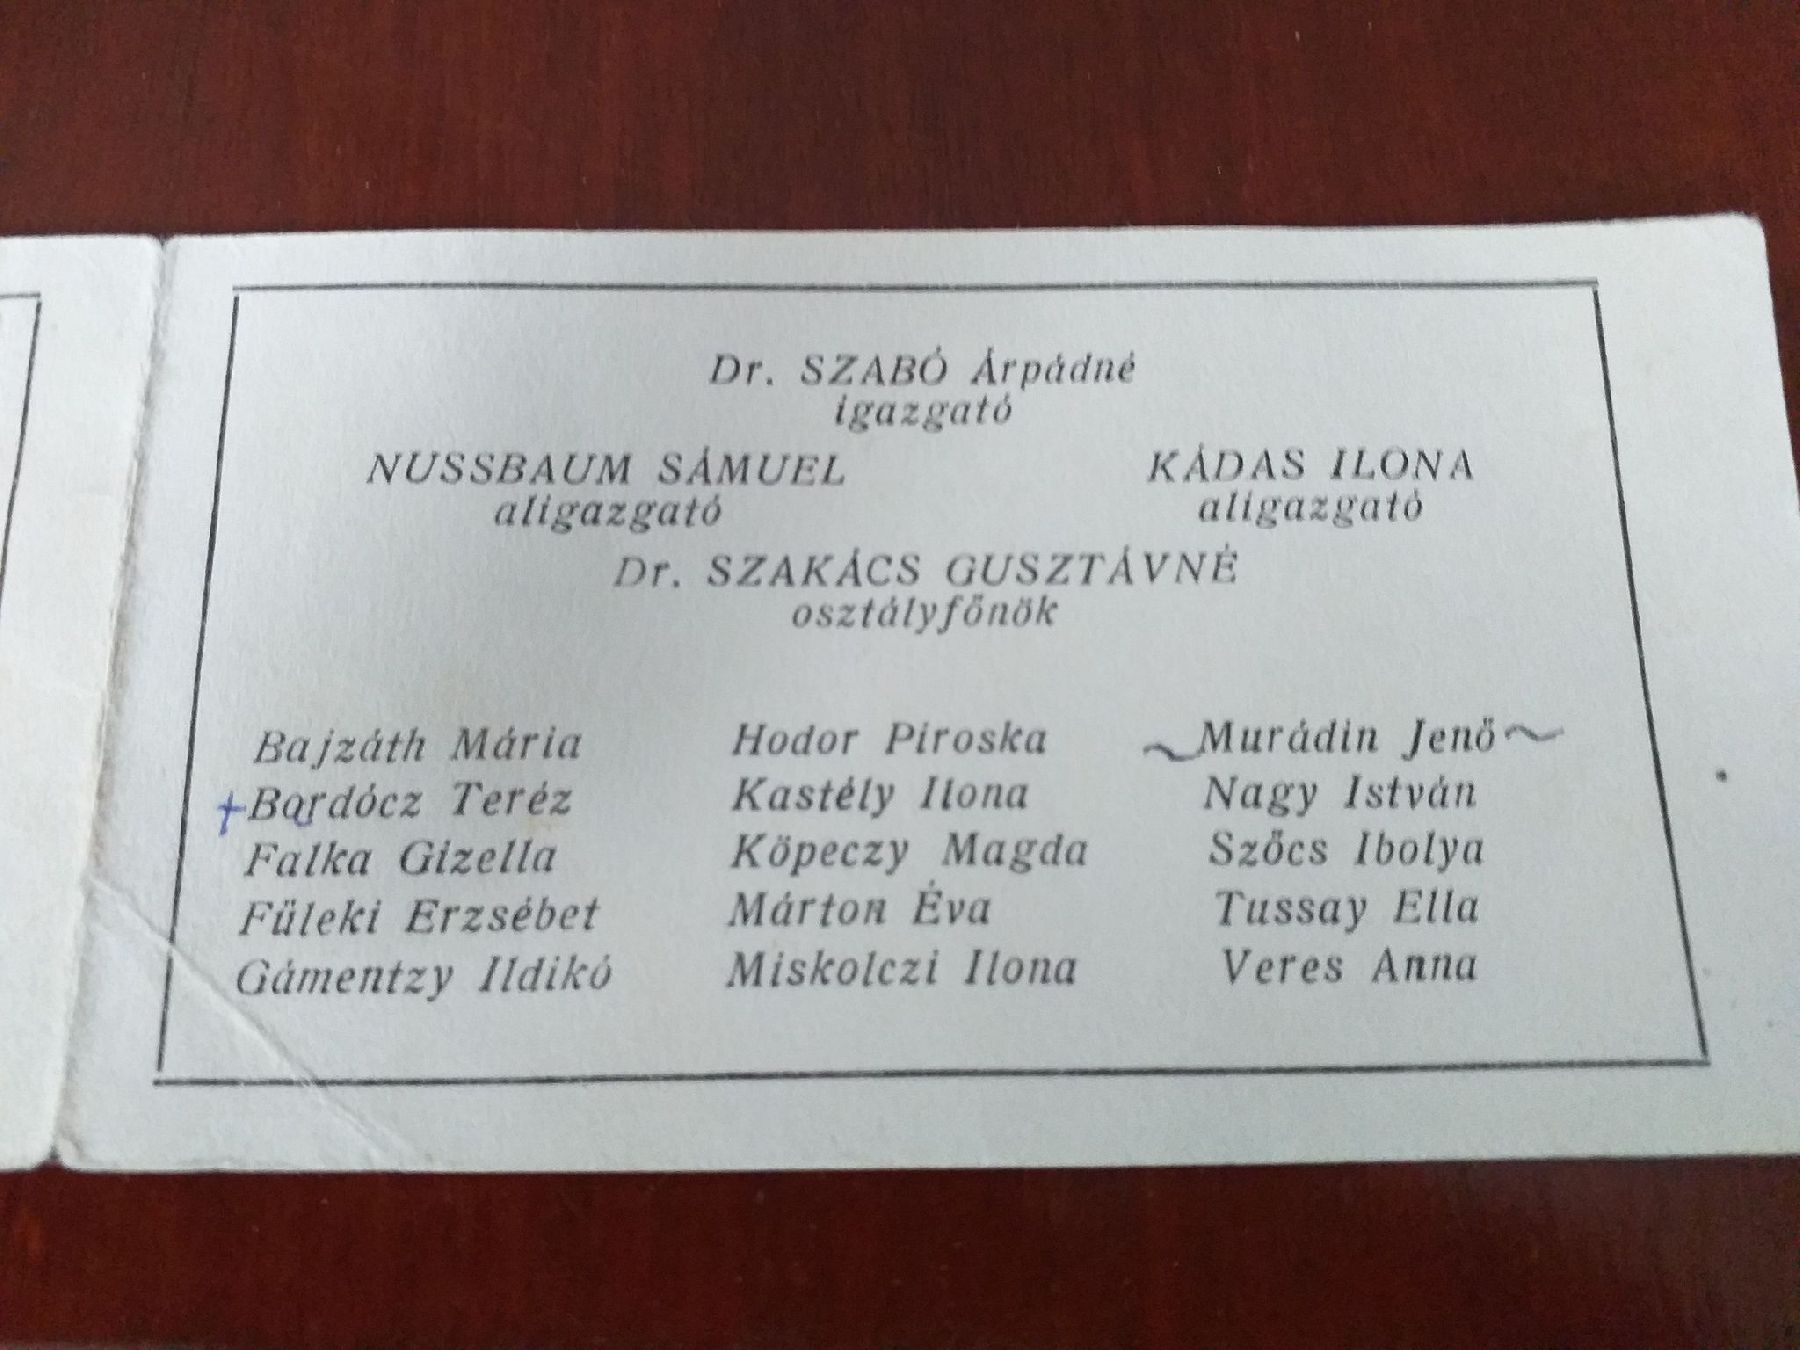 Dr. SZABÓ Árpádné
igazgató
NUSSBAUM SÁMUEL
aligazgató
KÁDAS ILONA
aligazgató
Dr. SZAKÁCS GUSZTÁVNÉ
osztályfőnök
Bajzáth Mária
+Bardócz Teréz
Falka Gizella
Füleki Erzsébet
Gámentzy Ildikó
Hodor Piroska
Kastély Ilona
Köpeczy Magda
Márton Éva
Miskolczi Ilona
~Murádin Jenő~
Nagy István
Szőcs Ibolya
Tussay Ella
Veres Anna